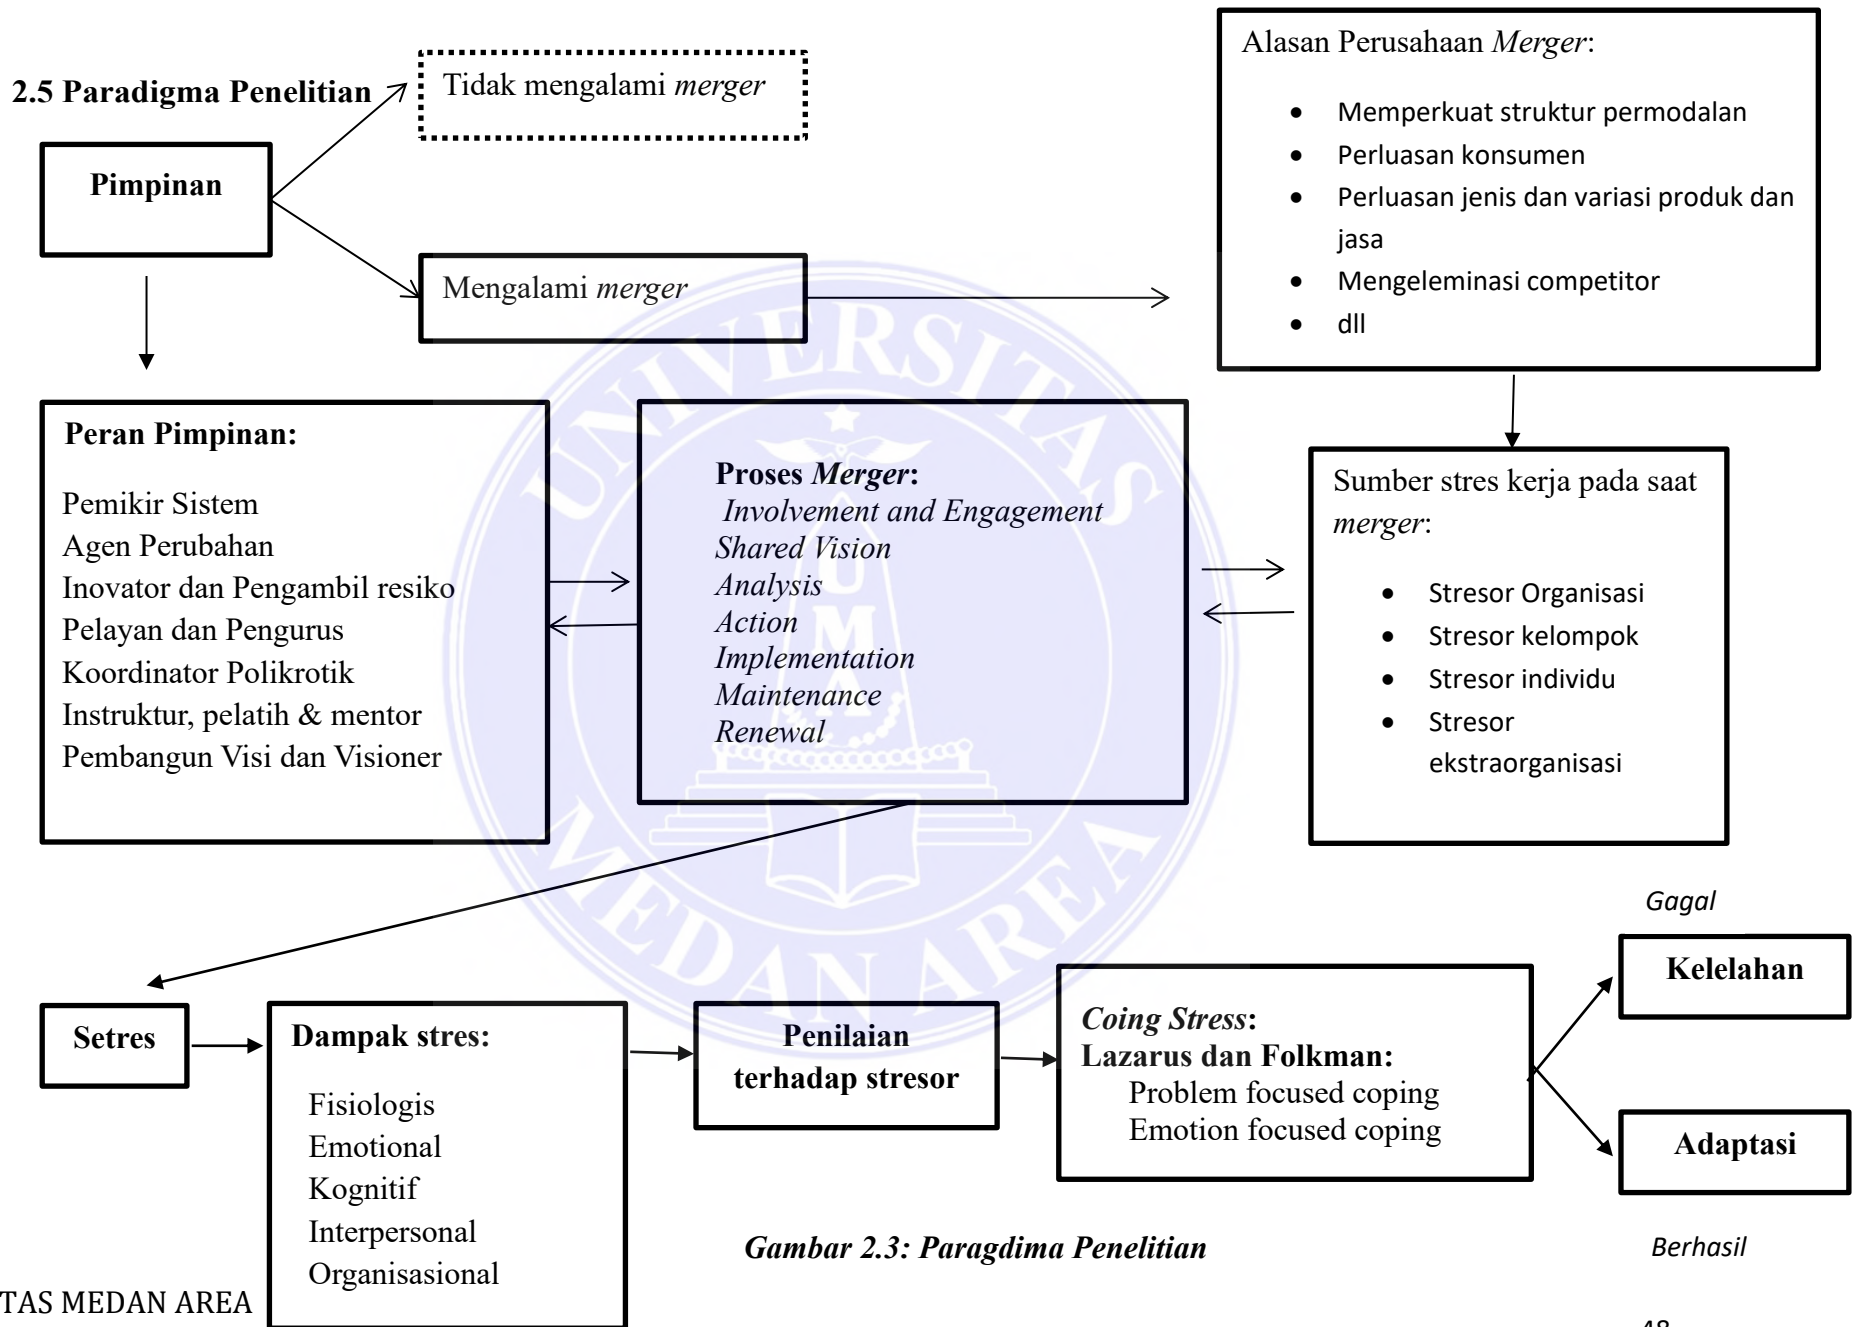 2.5 Paradigma Penelitian
Tidak mengalami merger
Pimpinan
Mengalami merger
Alasan Perusahaan Merger:
• Memperkuat struktur permodalan
• Perluasan konsumen
• Perluasan jenis dan variasi produk dan
jasa
• Mengeleminasi competitor
• dll
Peran Pimpinan:
Pemikir Sistem
Agen Perubahan
Inovator dan Pengambil resiko
Pelayan dan Pengurus
Koordinator Polikrotik
Instruktur, pelatih & mentor
Pembangun Visi dan Visioner
Proses Merger:
Involvement and Engagement
Shared Vision
Analysis
Action
Implementation
Maintenance
Renewal
Sumber stres kerja pada saat
merger:
• Stresor Organisasi
• Stresor kelompok
• Stresor individu
• Stresor
ekstraorganisasi
Setres
Dampak stres:
Fisiologis
Emotional
Kognitif
Interpersonal
Organisasional
Penilaian
terhadap stresor
Coing Stress:
Lazarus dan Folkman:
Problem focused coping
Emotion focused coping
Gagal
Kelelahan
Adaptasi
Berhasil
Gambar 2.3: Paragdima Penelitian
TAS MEDAN AREA
UNIVERSITAS
MEDAN AREA
UMA